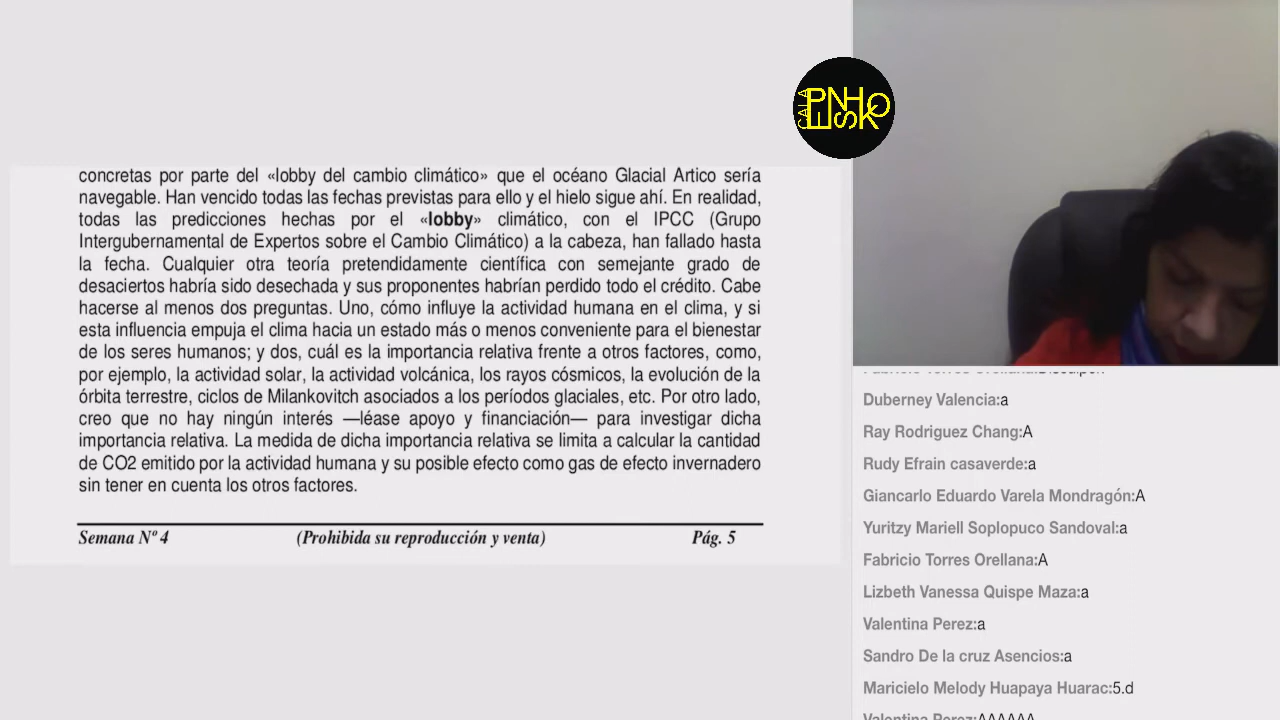 concretas por parte del «lobby del cambio climático» que el océano Glacial Artico sería
navegable. Han vencido todas las fechas previstas para ello y el hielo sigue ahí. En realidad,
todas las predicciones hechas por el «lobby» climático, con el IPCC (Grupo
Intergubernamental de Expertos sobre el Cambio Climático) a la cabeza, han fallado hasta
la fecha. Cualquier otra teoría pretendidamente científica con semejante grado de
desaciertos habría sido desechada y sus proponentes habrían perdido todo el crédito. Cabe
hacerse al menos dos preguntas. Uno, cómo influye la actividad humana en el clima, y si
esta influencia empuja el clima hacia un estado más o menos conveniente para el bienestar
de los seres humanos; y dos, cuál es la importancia relativa frente a otros factores, como,
por ejemplo, la actividad solar, la actividad volcánica, los rayos cósmicos, la evolución de la
órbita terrestre, ciclos de Milankovitch asociados a los períodos glaciales, etc. Por otro lado,
creo que no hay ningún interés —léase apoyo y financiación— para investigar dicha
importancia relativa. La medida de dicha importancia relativa se limita a calcular la cantidad
de CO2 emitido por la actividad humana y su posible efecto como gas de efecto invernadero
sin tener en cuenta los otros factores.
Semana Nº 4 (Prohibida su reproducción y venta) Pág. 5
Duberney Valencia:a
Ray Rodriguez Chang:A
Rudy Efrain casaverde:a
Giancarlo Eduardo Varela Mondragón:A
Yuritzy Mariell Soplopuco Sandoval:a
Fabricio Torres Orellana:A
Lizbeth Vanessa Quispe Maza:a
Valentina Perez:a
Sandro De la cruz Asencios:a
Maricielo Melody Huapaya Huarac:5.d
Valentina Perez:AAAAAA